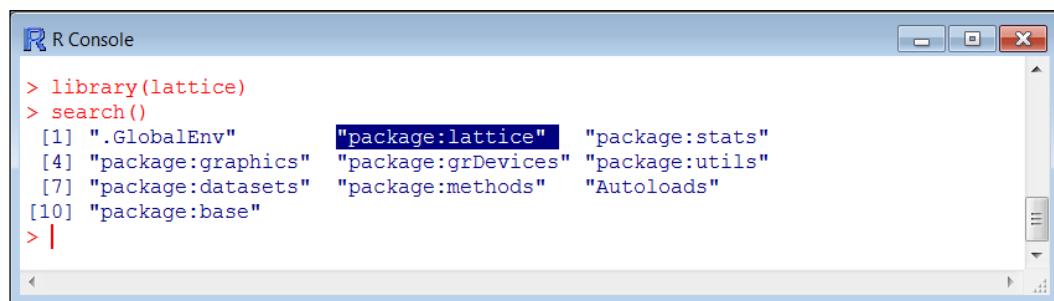 R Console
> library(lattice)
> search()
 [1] ".GlobalEnv"        "package:lattice"   "package:stats"
 [4] "package:graphics"  "package:grDevices" "package:utils"
 [7] "package:datasets"  "package:methods"   "Autoloads"
[10] "package:base"
>